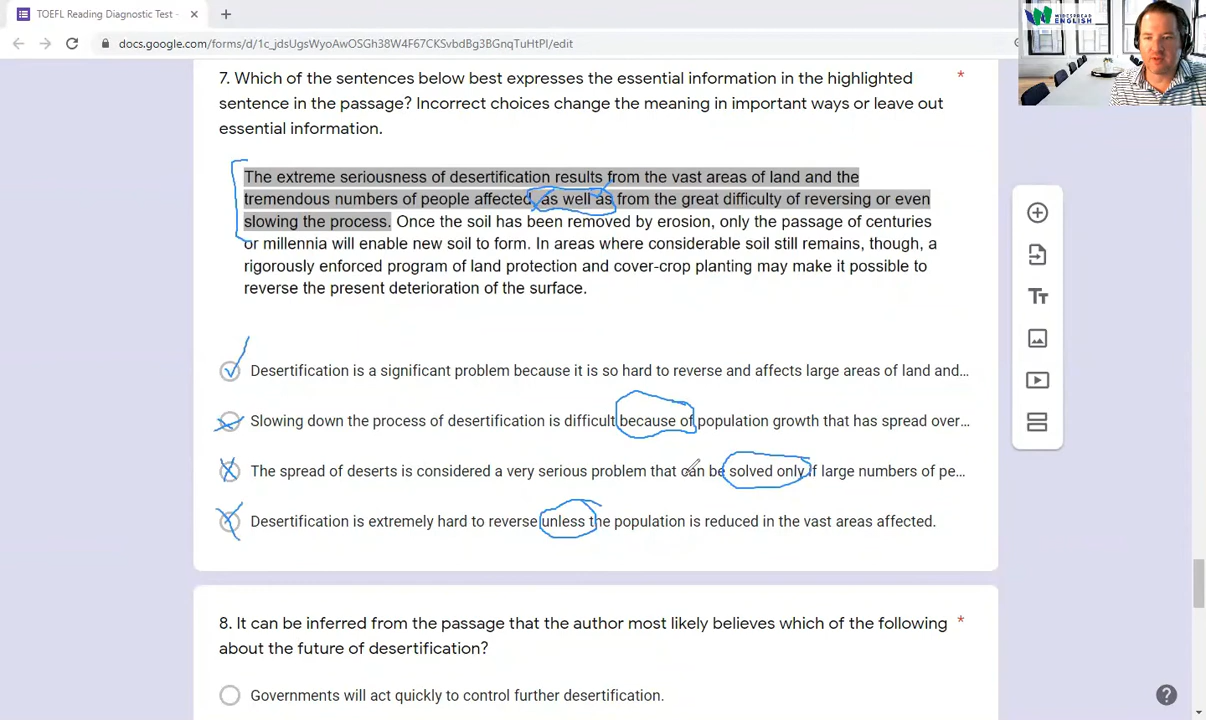 TOEFL Reading Diagnostic Test -
docs.google.com/forms/d/1c_jdsUgsWyoAwOSGh38W4F67CKSvbdBg3BGnqTuHtPI/edit
WIDESPREAD
ENGLISH
7. Which of the sentences below best expresses the essential information in the highlighted *
sentence in the passage? Incorrect choices change the meaning in important ways or leave out
essential information.
The extreme seriousness of desertification results from the vast areas of land and the
tremendous numbers of people affected, as well as from the great difficulty of reversing or even
slowing the process. Once the soil has been removed by erosion, only the passage of centuries
or millennia will enable new soil to form. In areas where considerable soil still remains, though, a
rigorously enforced program of land protection and cover-crop planting may make it possible to
reverse the present deterioration of the surface.
Desertification is a significant problem because it is so hard to reverse and affects large areas of land and...
Slowing down the process of desertification is difficult because of population growth that has spread over...
The spread of deserts is considered a very serious problem that can be solved only if large numbers of pe...
Desertification is extremely hard to reverse unless the population is reduced in the vast areas affected.
Tт
8. It can be inferred from the passage that the author most likely believes which of the following *
about the future of desertification?
Governments will act quickly to control further desertification.